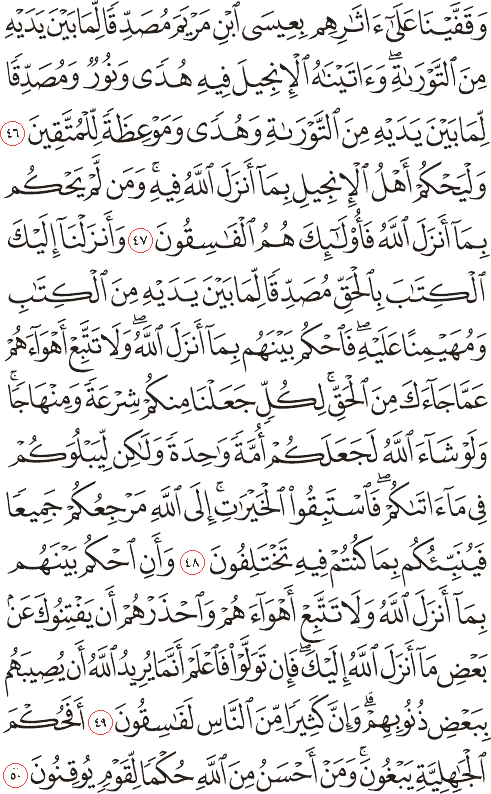 وَقَفَّيْنَا عَلَىٰٓ ءَاثَٰرِهِم بِعِيسَى ٱبْنِ مَرْيَمَ مُصَدِّقًا لِّمَا بَيْنَ يَدَيْهِ
مِنَ ٱلتَّوْرَىٰةِ ۖ وَءَاتَيْنَٰهُ ٱلْإِنجِيلَ فِيهِ هُدًى وَنُورٌ وَمُصَدِّقًا
لِّمَا بَيْنَ يَدَيْهِ مِنَ ٱلتَّوْرَىٰةِ وَهُدًى وَمَوْعِظَةً لِّلْمُتَّقِينَ ٤٦
وَلْيَحْكُمْ أَهْلُ ٱلْإِنجِيلِ بِمَآ أَنزَلَ ٱللَّهُ فِيهِ ۚ وَمَن لَّمْ يَحْكُم
بِمَآ أَنزَلَ ٱللَّهُ فَأُو۟لَٰٓئِكَ هُمُ ٱلْفَٰسِقُونَ ٤٧ وَأَنزَلْنَآ إِلَيْكَ
ٱلْكِتَٰبَ بِٱلْحَقِّ مُصَدِّقًا لِّمَا بَيْنَ يَدَيْهِ مِنَ ٱلْكِتَٰبِ
وَمُهَيْمِنًا عَلَيْهِ ۖ فَٱحْكُم بَيْنَهُم بِمَآ أَنزَلَ ٱللَّهُ ۖ وَلَا تَتَّبِعْ أَهْوَآءَهُمْ
عَمَّا جَآءَكَ مِنَ ٱلْحَقِّ ۚ لِكُلٍّ جَعَلْنَا مِنكُمْ شِرْعَةً وَمِنْهَاجًا ۚ
وَلَوْ شَآءَ ٱللَّهُ لَجَعَلَكُمْ أُمَّةً وَٰحِدَةً وَلَٰكِن لِّيَبْلُوَكُمْ
فِى مَآ ءَاتَىٰكُمْ ۖ فَٱسْتَبِقُوا۟ ٱلْخَيْرَٰتِ ۚ إِلَى ٱللَّهِ مَرْجِعُكُمْ جَمِيعًا
فَيُنَبِّئُكُم بِمَا كُنتُمْ فِيهِ تَخْتَلِفُونَ ٤٨ وَأَنِ ٱحْكُم بَيْنَهُم
بِمَآ أَنزَلَ ٱللَّهُ وَلَا تَتَّبِعْ أَهْوَآءَهُمْ وَٱحْذَرْهُمْ أَن يَفْتِنُوكَ عَنۢ
بَعْضِ مَآ أَنزَلَ ٱللَّهُ إِلَيْكَ ۖ فَإِن تَوَلَّوْا۟ فَٱعْلَمْ أَنَّمَا يُرِيدُ ٱللَّهُ أَن يُصِيبَهُم
بِبَعْضِ ذُنُوبِهِمْ ۗ وَإِنَّ كَثِيرًا مِّنَ ٱلنَّاسِ لَفَٰسِقُونَ ٤٩ أَفَحُكْمَ
ٱلْجَٰهِلِيَّةِ يَبْغُونَ ۚ وَمَنْ أَحْسَنُ مِنَ ٱللَّهِ حُكْمًا لِّقَوْمٍ يُوقِنُونَ ٥٠